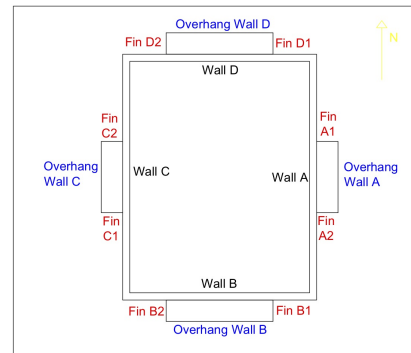 Overhang Wall D
Fin D2
Fin D1
N
Wall D
Fin
C2
Fin
A1
Overhang
Wall C
Wall C
Wall A
Overhang
Wall A
Fin
C1
Fin
A2
Wall B
Fin B2
Fin B1
Overhang Wall B